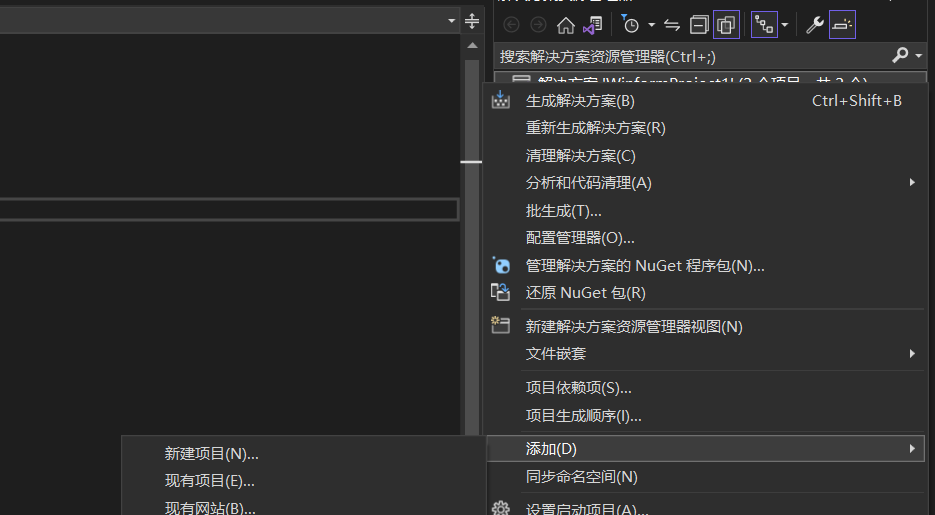 搜索解决方案资源管理器(Ctrl+;)
解决方案 'WinformProject1' (2 个项目，共 2 个)
生成解决方案(B) Ctrl+Shift+B
重新生成解决方案(R)
清理解决方案(C)
分析和代码清理(A)
批生成(T)...
配置管理器(O)...
管理解决方案的 NuGet 程序包(N)...
还原 NuGet 包(R)
新建解决方案资源管理器视图(N)
文件嵌套
项目依赖项(S)...
项目生成顺序(I)...
添加(D)
新建项目(N)...
现有项目(E)...
现有网站(B)...
同步命名空间(N)
设置启动项目(A)...